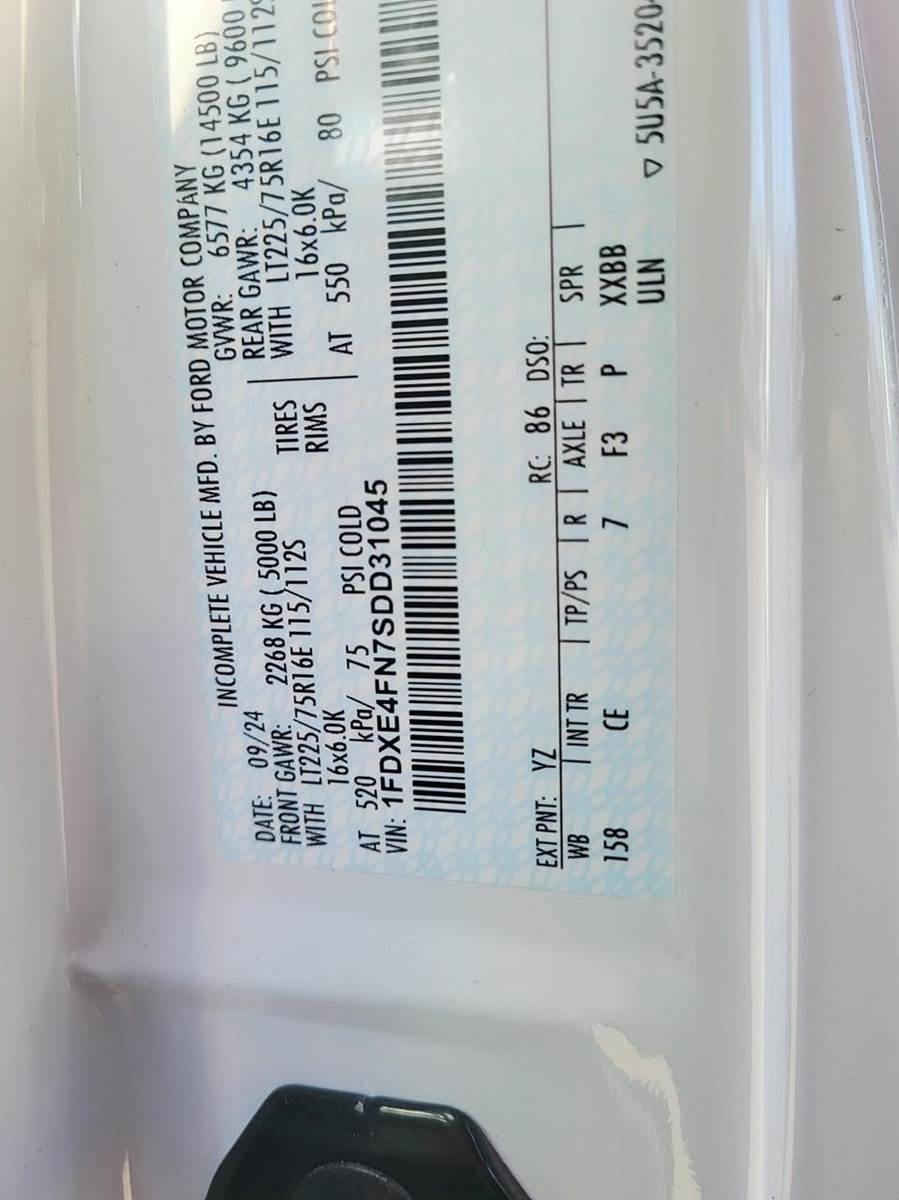 INCOMPLETE VEHICLE MFD. BY FORD MOTOR COMPANY
DATE: 09/24 GVWR: 6577 KG (14500 LB)
FRONT GAWR: 2268 KG ( 5000 LB) REAR GAWR: 4354 KG ( 9600
WITH LT225/75R16E 115/112S TIRES WITH LT225/75R16E 115/112S
16x6.0K RIMS 16x6.0K
AT 520 kPa/ 75 PSI COLD AT 550 kPa/ 80 PSI COL
VIN: 1FDXE4FN7SDD31045
EXT PNT: YZ RC: 86 DSO:
WB | INT TR | TP/PS | R | AXLE | TR | SPR |
158 CE 7 F3 P XXBB
ULN ▽ 5U5A-3520